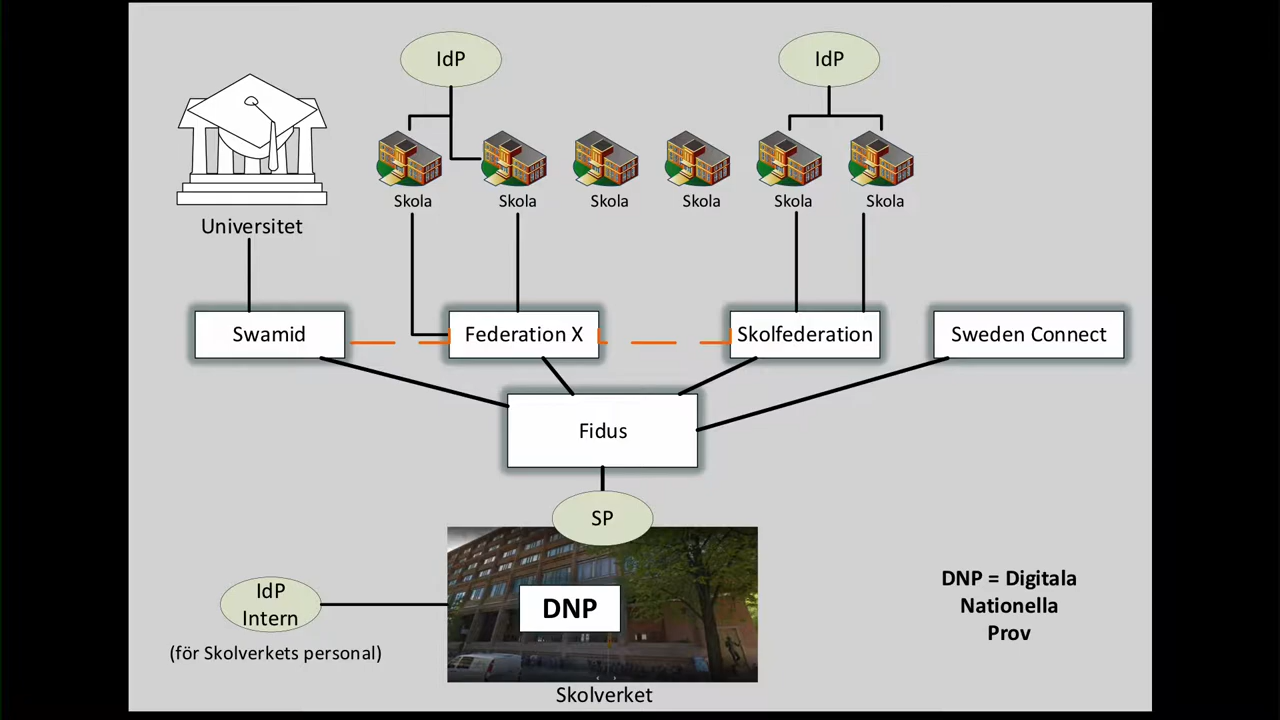 IdP
IdP
Skola
Skola
Skola
Skola
Skola
Skola
Universitet
Swamid
Federation X
Skolfederation
Sweden Connect
Fidus
SP
DNP
IdP
Intern
(för Skolverkets personal)
DNP = Digitala
Nationella
Prov
Skolverket